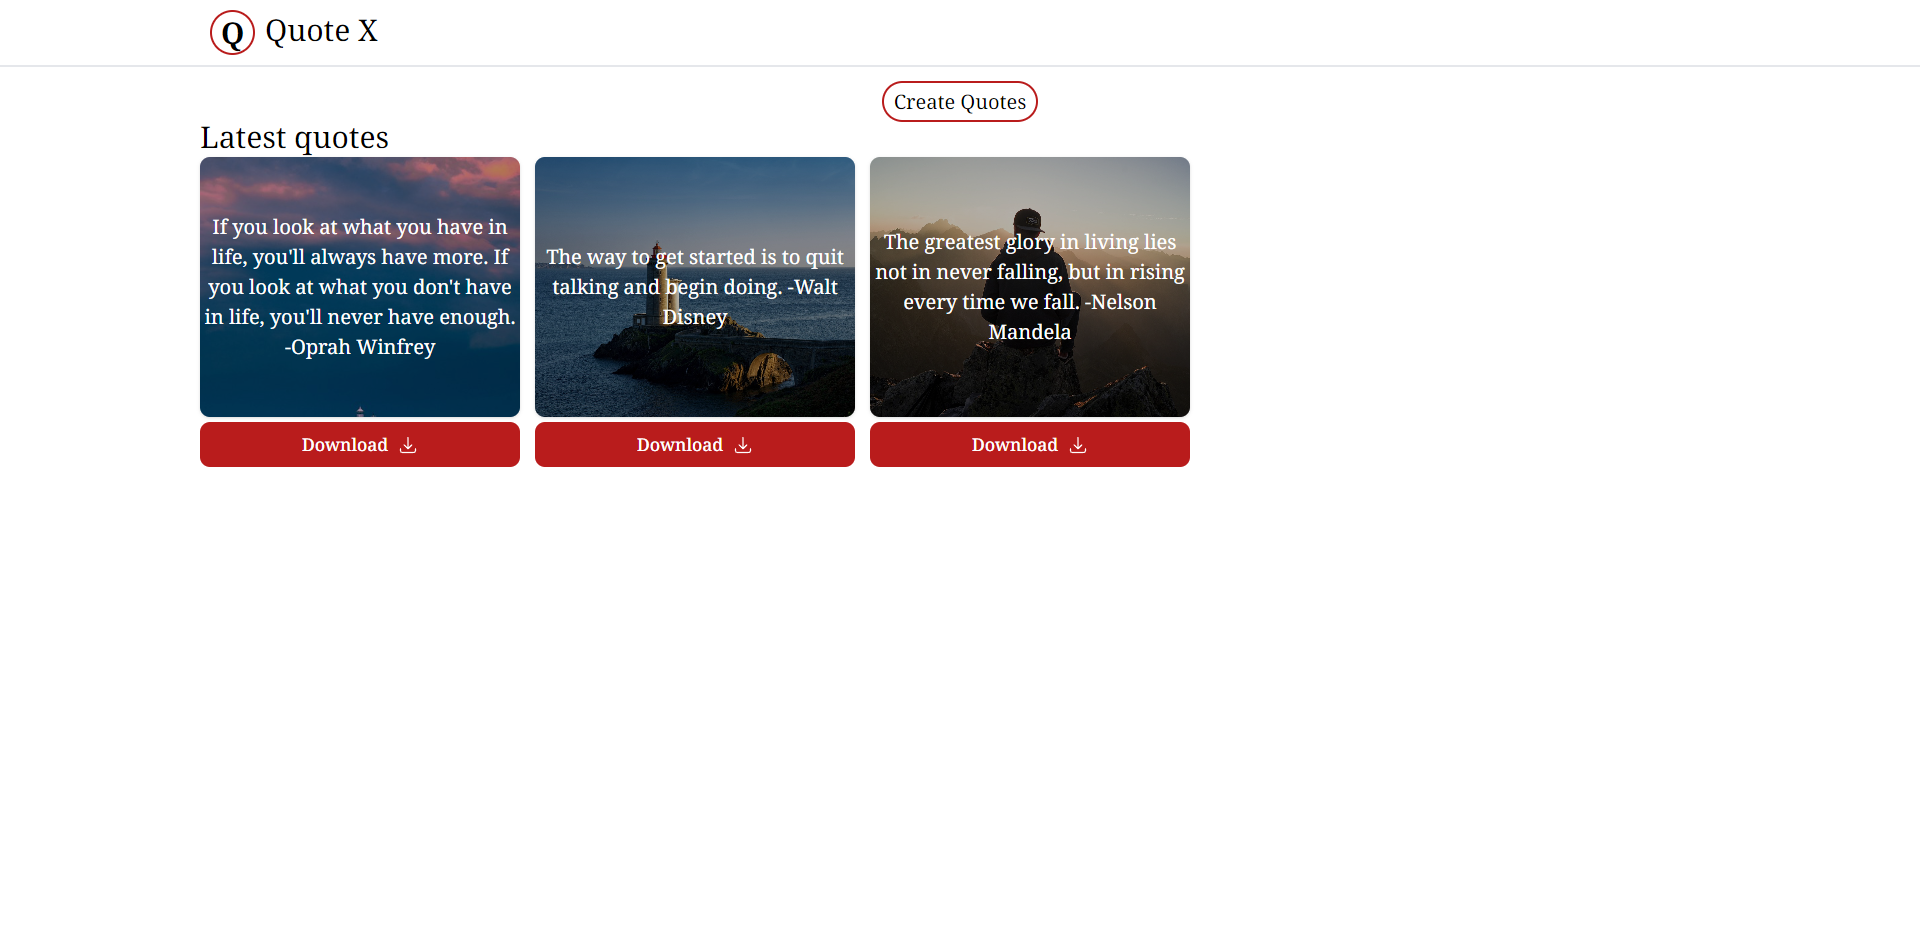 Q Quote X
Create Quotes
Latest quotes
If you look at what you have in
life, you'll always have more. If
you look at what you don't have
in life, you'll never have enough.
-Oprah Winfrey
Download
The way to get started is to quit
talking and begin doing. -Walt
Disney
Download
The greatest glory in living lies
not in never falling, but in rising
every time we fall. -Nelson
Mandela
Download